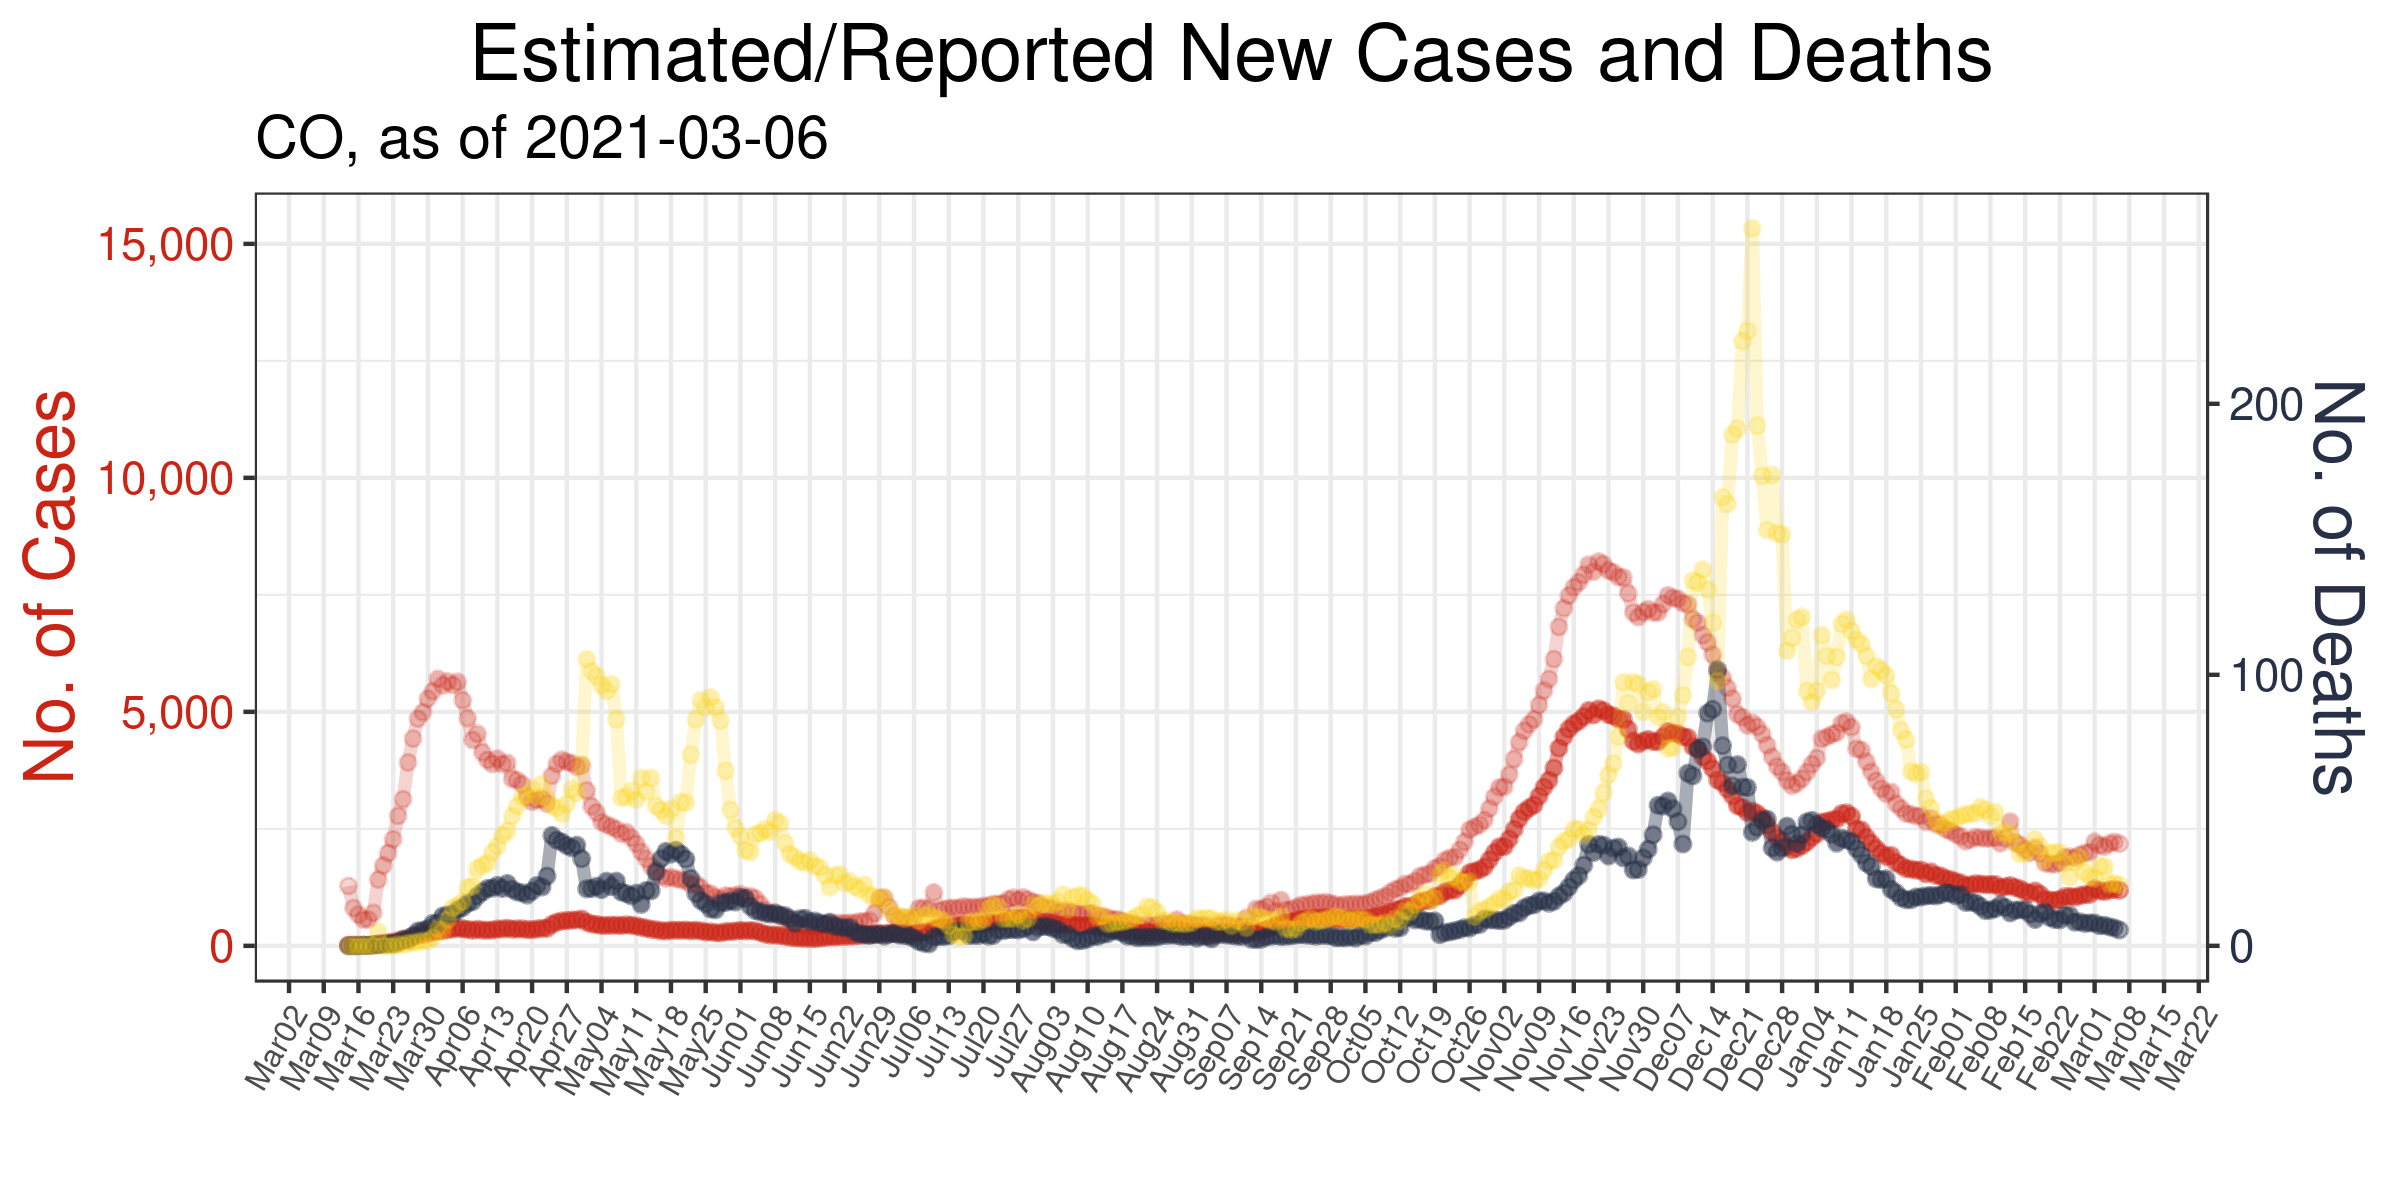 Estimated/Reported New Cases and Deaths
CO, as of 2021-03-06
No. of Cases
15,000
10,000
5,000
0
200
100
0
No. of Deaths
Mar02
Mar09
Mar16
Mar23
Mar30
Apr06
Apr13
Apr20
Apr27
May04
May11
May18
May25
Jun01
Jun08
Jun15
Jun22
Jun29
Jul06
Jul13
Jul20
Jul27
Aug03
Aug10
Aug17
Aug24
Aug31
Sep07
Sep14
Sep21
Sep28
Oct05
Oct12
Oct19
Oct26
Nov02
Nov09
Nov16
Nov23
Nov30
Dec07
Dec14
Dec21
Dec28
Jan04
Jan11
Jan18
Jan25
Feb01
Feb08
Feb15
Feb22
Mar01
Mar08
Mar15
Mar22